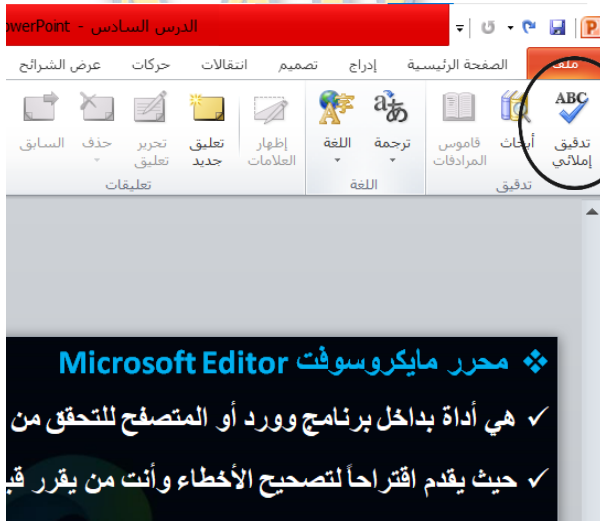 الدرس السادس - owerPoint
ملف الصفحة الرئيسية إدراج تصميم انتقالات حركات عرض الشرائح
ABC
تدقيق إملائي
أبحاث
قاموس المرادفات
ترجمة
اللغة
إظهار العلامات
تعليق جديد
تحرير تعليق
حذف
السابق
تدقيق اللغة تعليقات
محرر مايكروسوفت Microsoft Editor
هي أداة بداخل برنامج وورد أو المتصفح للتحقق من
حيث يقدم اقتراحاً لتصحيح الأخطاء وأنت من يقرر